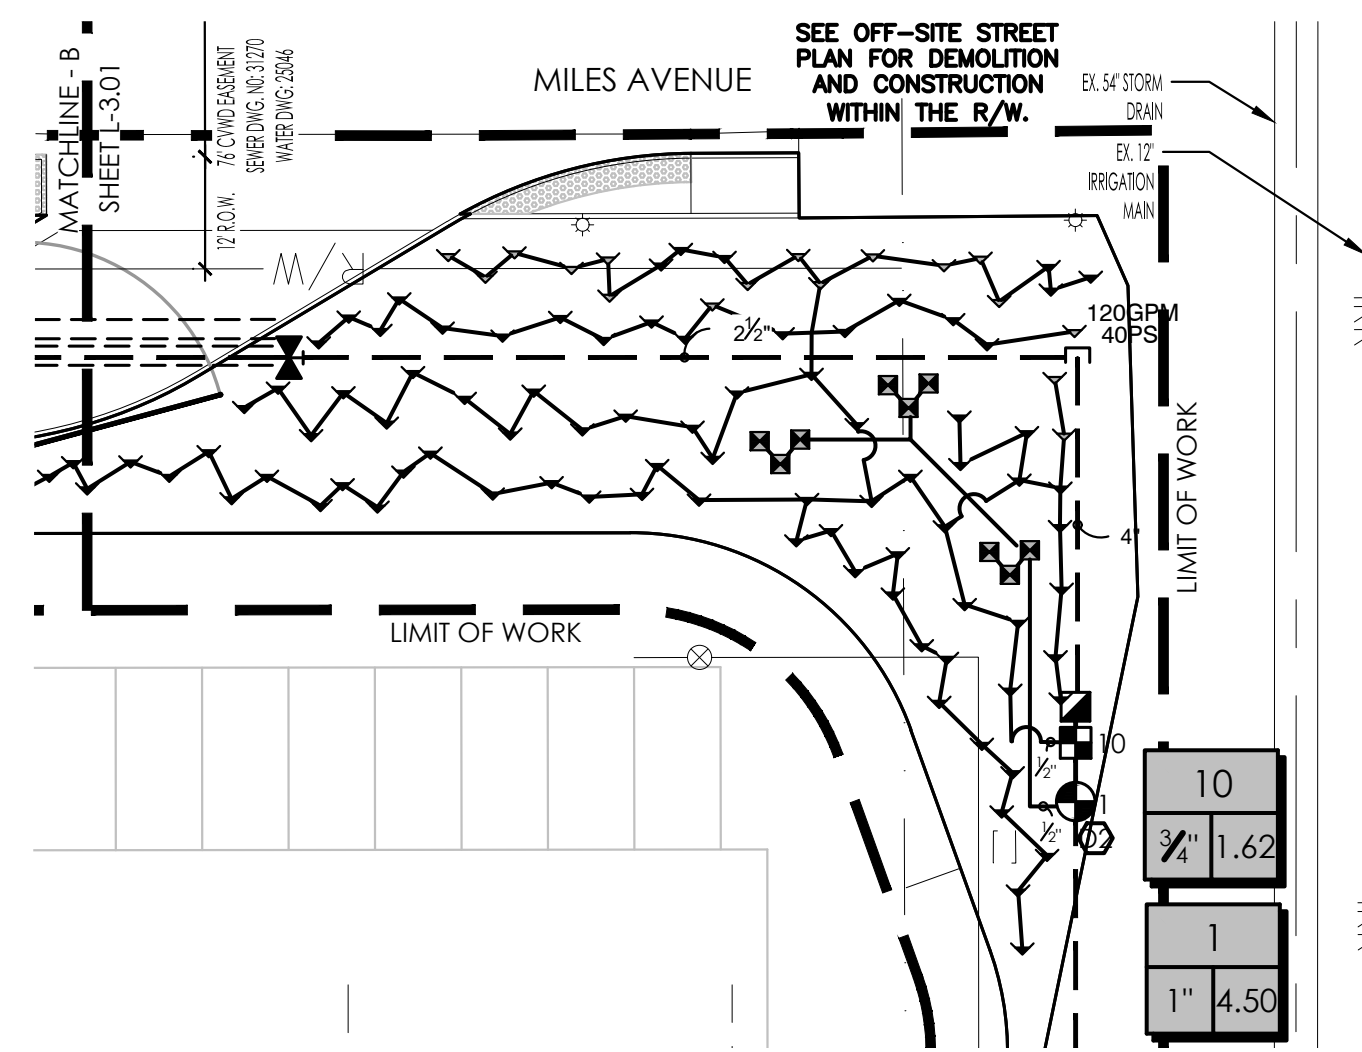 MATCHLINE - B
SHEET L-3.01
76' CVWD EASEMENT
SEWER DWG. NO: 31270
WATER DWG: 25046
12' R.O.W.
MILES AVENUE
SEE OFF-SITE STREET
PLAN FOR DEMOLITION
AND CONSTRUCTION
WITHIN THE R/W.
EX. 54" STORM
DRAIN
EX. 12"
IRRIGATION
MAIN
R/W
120GPM
40PS
2½"
LIMIT OF WORK
4"
LIMIT OF WORK
10
½"
1
½"
02
10
¾" 1.62
1
1" 4.50